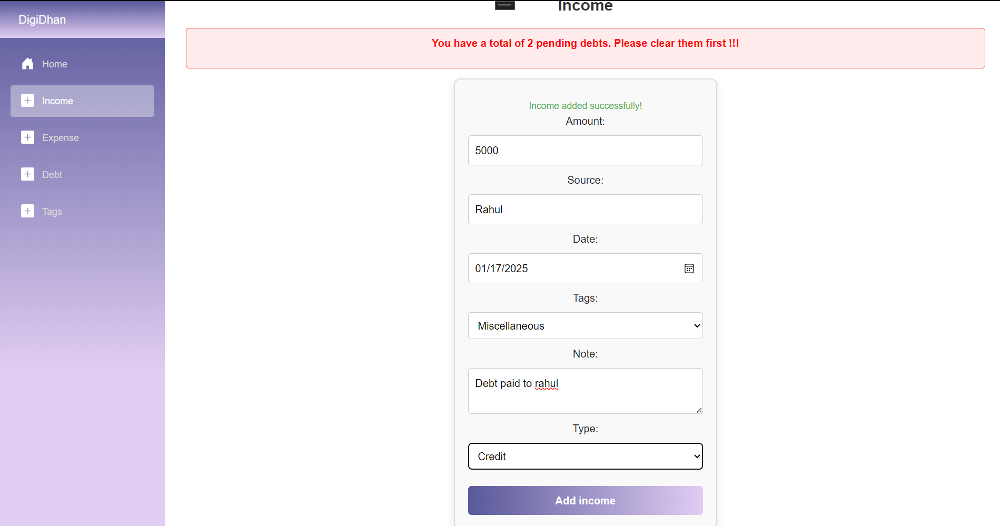 DigiDhan
Home
Income
Expense
Debt
Tags
Income
You have a total of 2 pending debts. Please clear them first !!!
Income added successfully!
Amount:
5000
Source:
Rahul
Date:
01/17/2025
Tags:
Miscellaneous
Note:
Debt paid to rahul
Type:
Credit
Add income